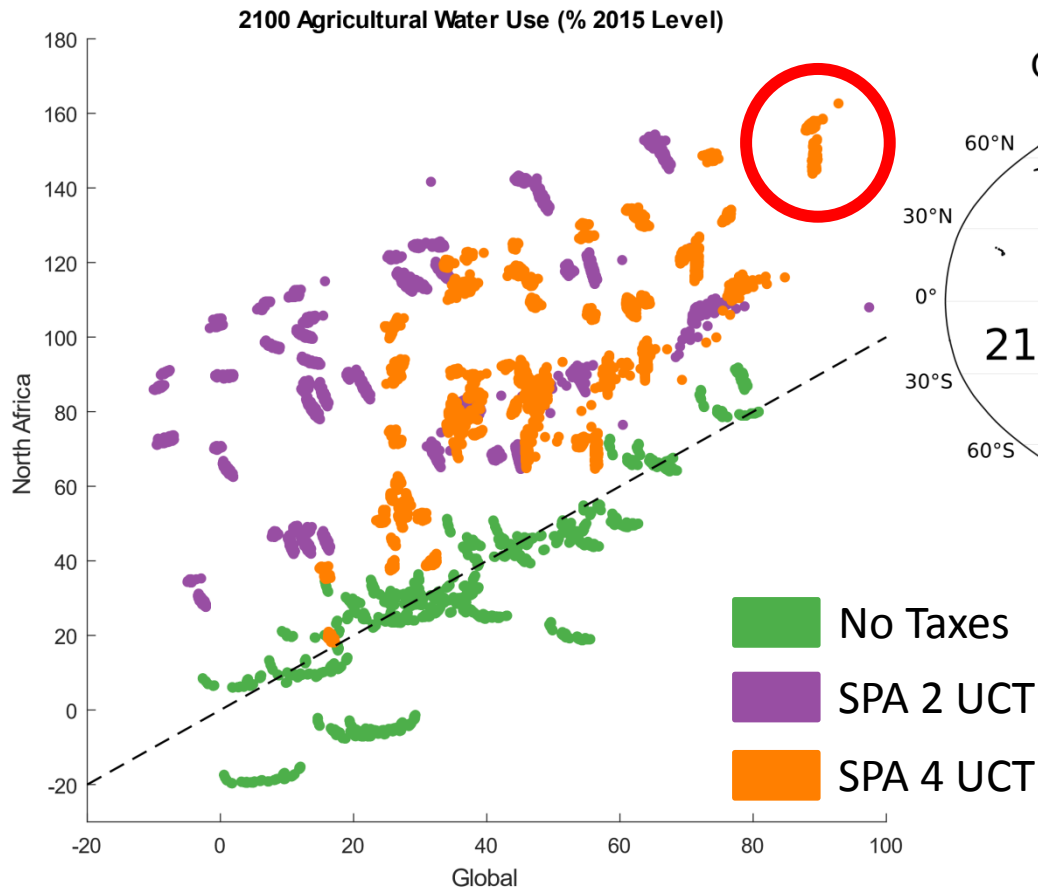 2100 Agricultural Water Use (% 2015 Level)
180
160
140
120
100
80
60
40
20
0
-20
North Africa
-20
0
20
40
60
80
100
Global
No Taxes
SPA 2 UCT
SPA 4 UCT
60°N
30°N
0°
21
30°S
60°S